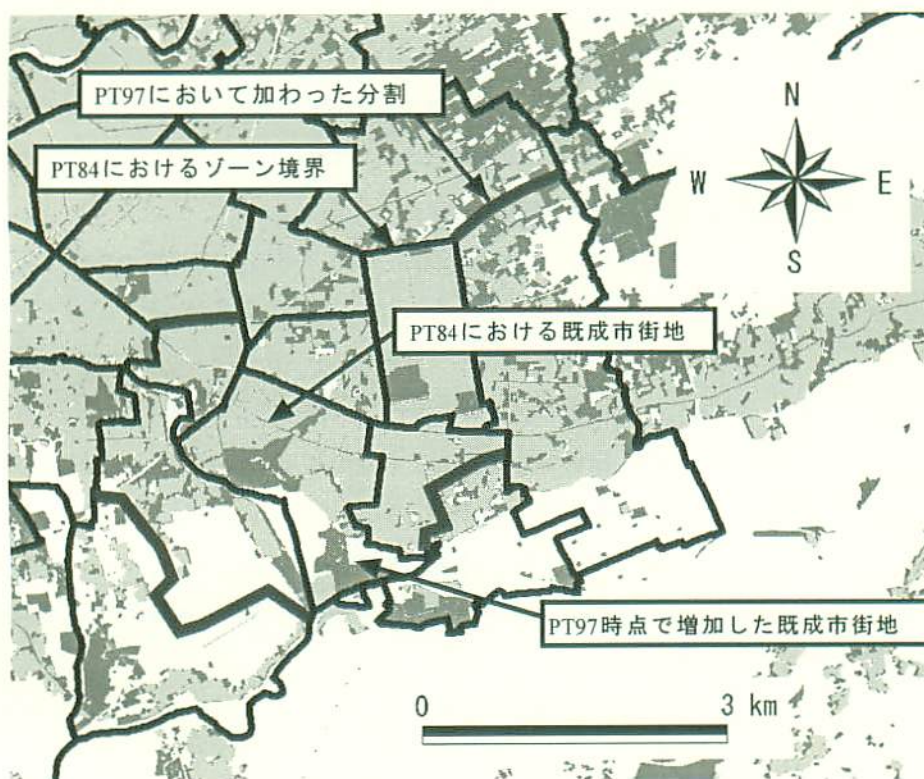 PT97において加わった分割
PT84におけるゾーン境界
N
W E
S
PT84における既成市街地
PT97時点で増加した既成市街地
0 3 km